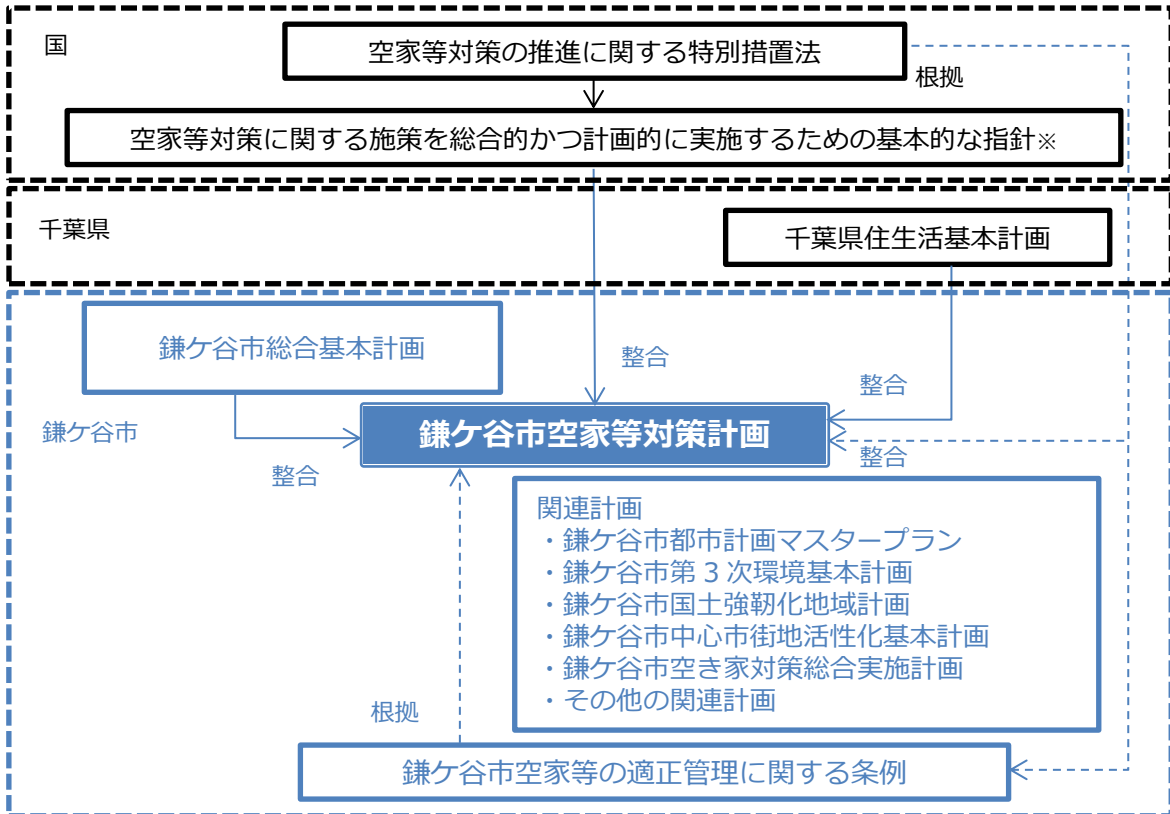 国
空家等対策の推進に関する特別措置法
根拠
空家等対策に関する施策を総合的かつ計画的に実施するための基本的な指針※
千葉県
千葉県住生活基本計画
鎌ケ谷市総合基本計画
整合
整合
鎌ケ谷市
鎌ケ谷市空家等対策計画
整合
整合
関連計画
・鎌ケ谷市都市計画マスタープラン
・鎌ケ谷市第３次環境基本計画
・鎌ケ谷市国土強靭化地域計画
・鎌ケ谷市中心市街地活性化基本計画
・鎌ケ谷市空き家対策総合実施計画
・その他の関連計画
根拠
鎌ケ谷市空家等の適正管理に関する条例